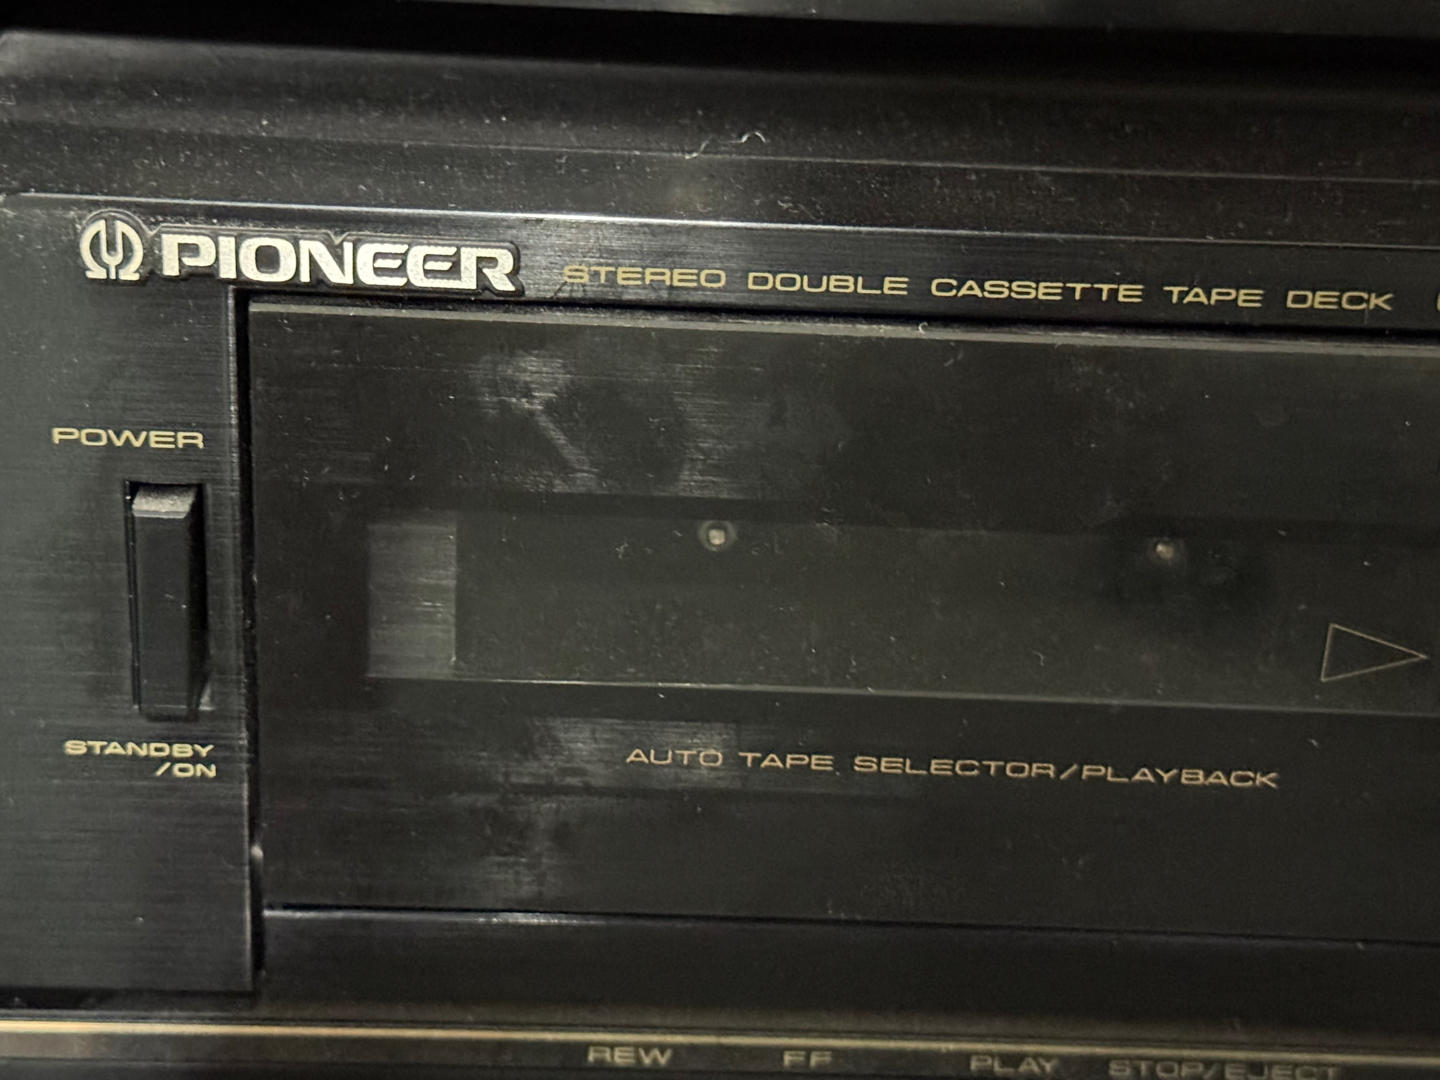 PIONEER STEREO DOUBLE CASSETTE TAPE DECK
POWER
STANDBY
/ON
AUTO TAPE SELECTOR/PLAYBACK
REW FF PLAY STOP/EJECT